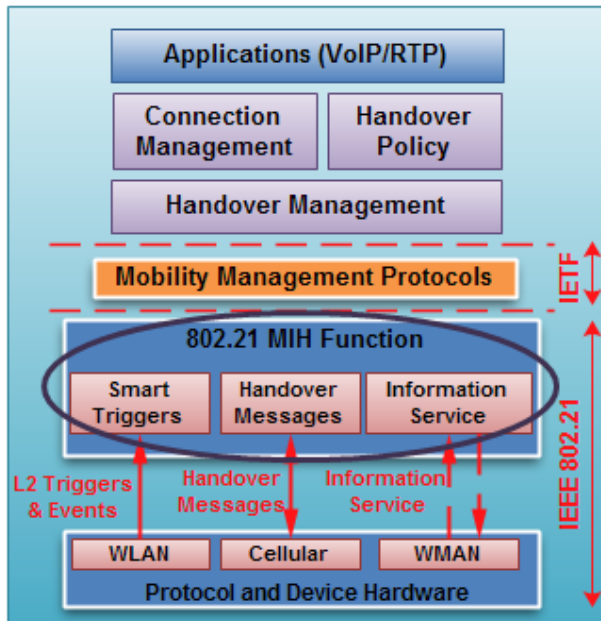 Applications (VoIP/RTP)
Connection
Management
Handover
Policy
Handover Management
Mobility Management Protocols
IETF
802.21 MIH Function
Smart
Triggers
Handover
Messages
Information
Service
L2 Triggers
& Events
Handover
Messages
Information
Service
IEEE 802.21
WLAN
Cellular
WMAN
Protocol and Device Hardware